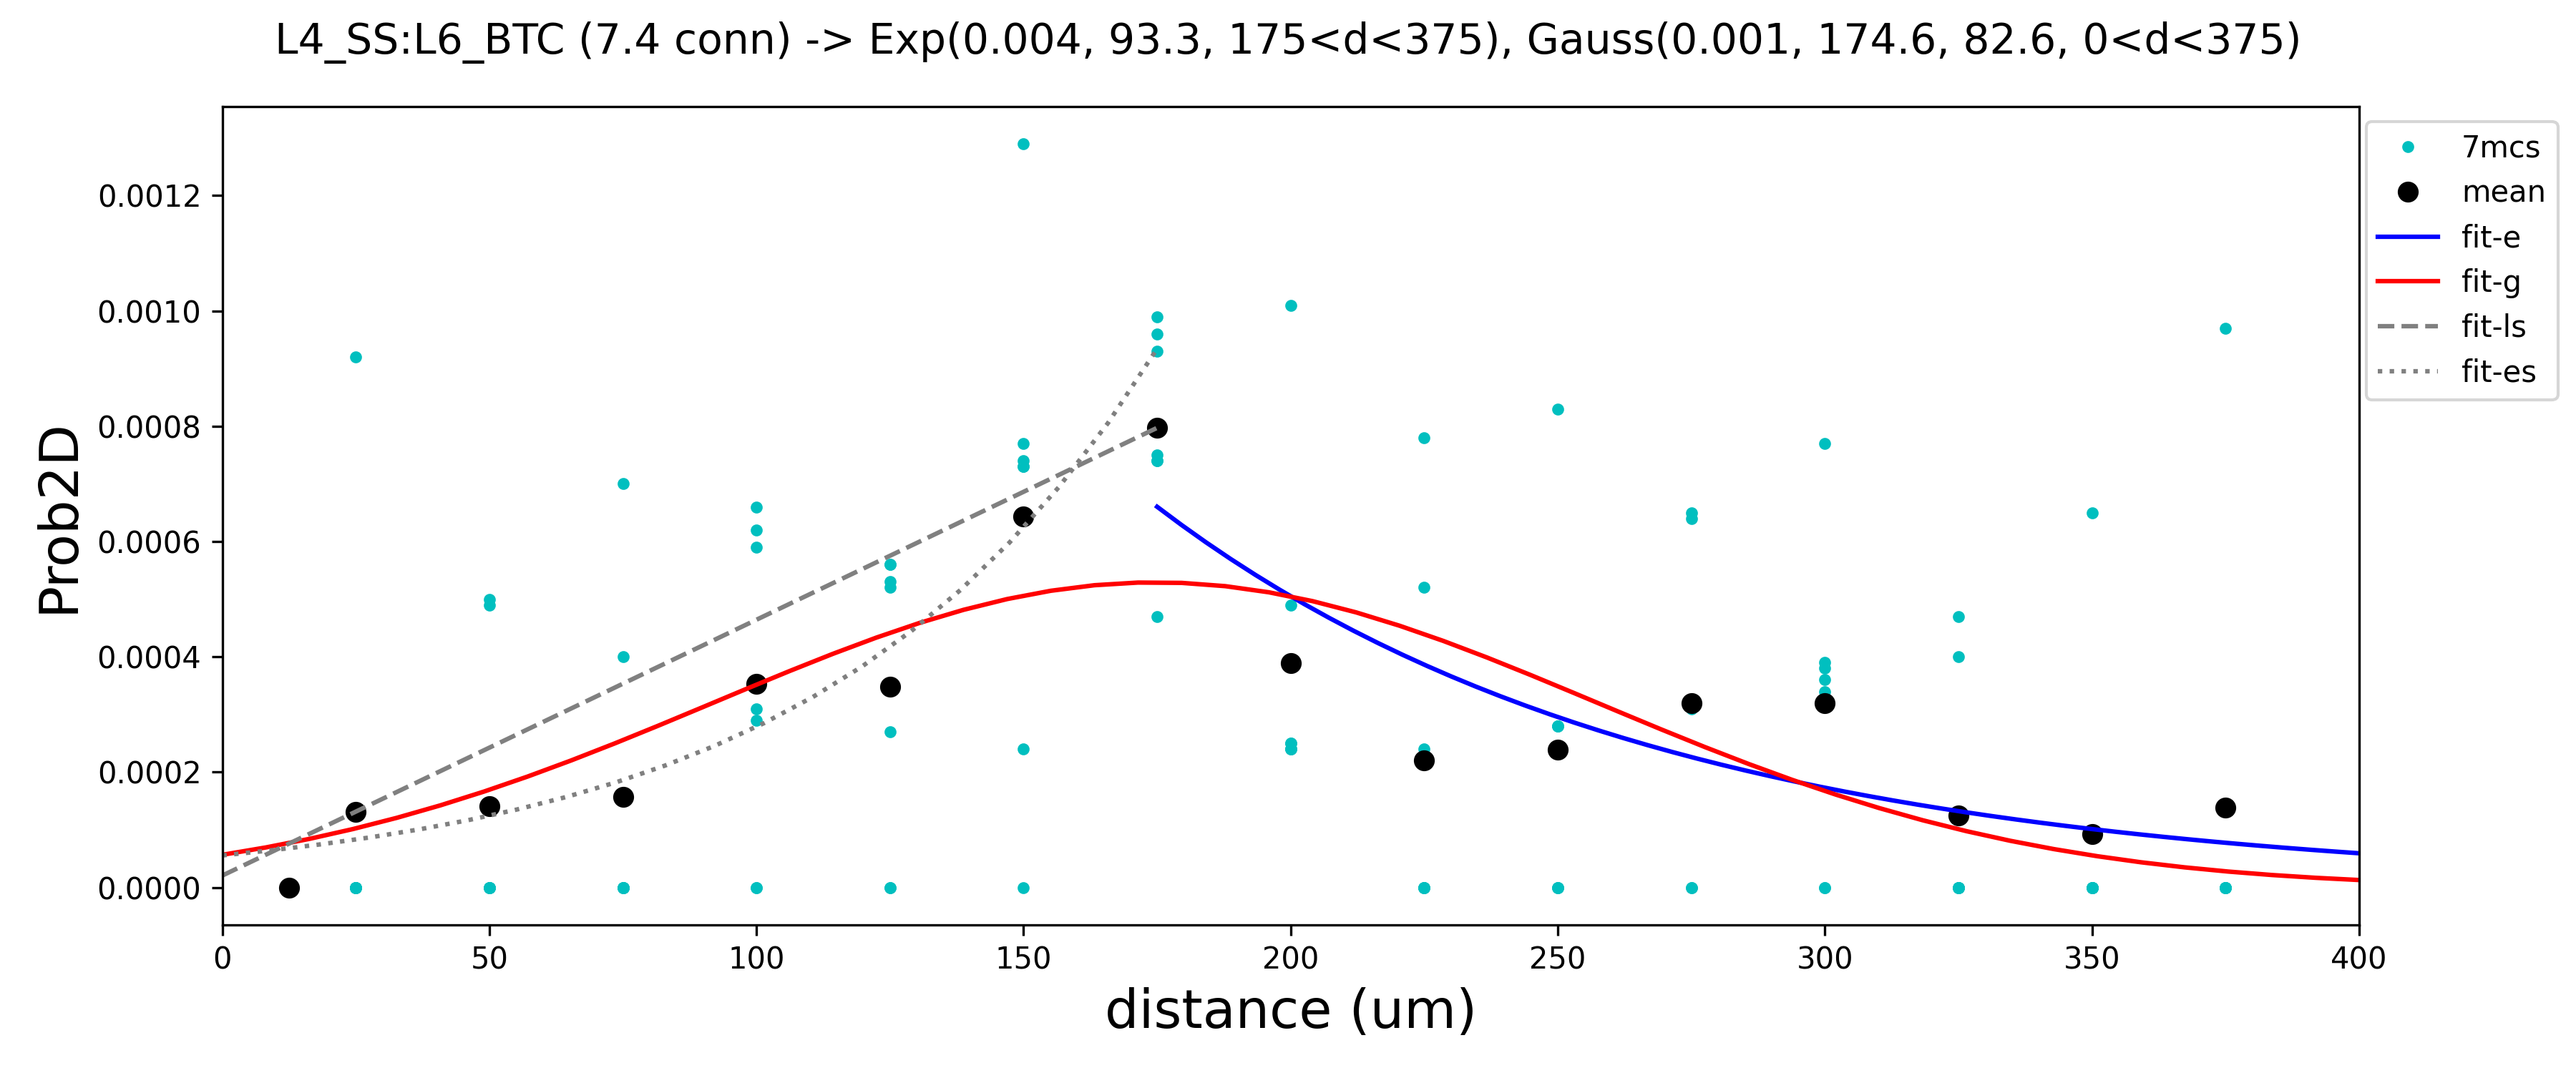 L4_SS:L6_BTC (7.4 conn) -> Exp(0.004, 93.3, 175<d<375), Gauss(0.001, 174.6, 82.6, 0<d<375)
7mcs
mean
fit-e
fit-g
fit-ls
fit-es
Prob2D
0.0012
0.0010
0.0008
0.0006
0.0004
0.0002
0.0000
0 50 100 150 200 250 300 350 400
distance (um)